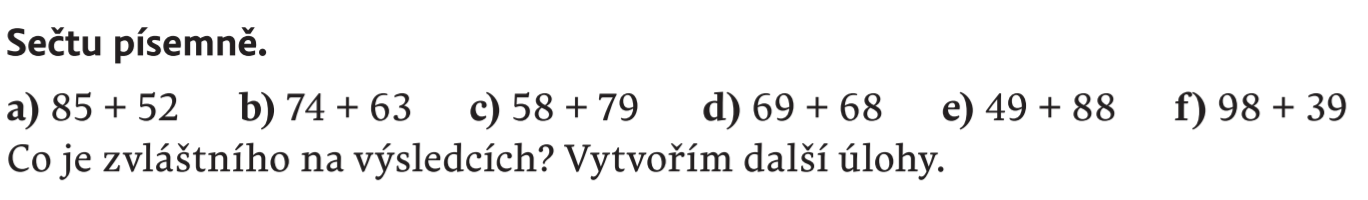 Sečtu písemně.
a) 85 + 52 b) 74 + 63 c) 58 + 79 d) 69 + 68 e) 49 + 88 f) 98 + 39
Co je zvláštního na výsledcích? Vytvořím další úlohy.